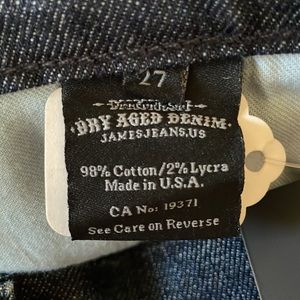 27
DRY AGED DENIM
JAMESJEANS.US
98% Cotton/2% Lycra
Made in U.S.A.
CA No: 19371
See Care on Reverse